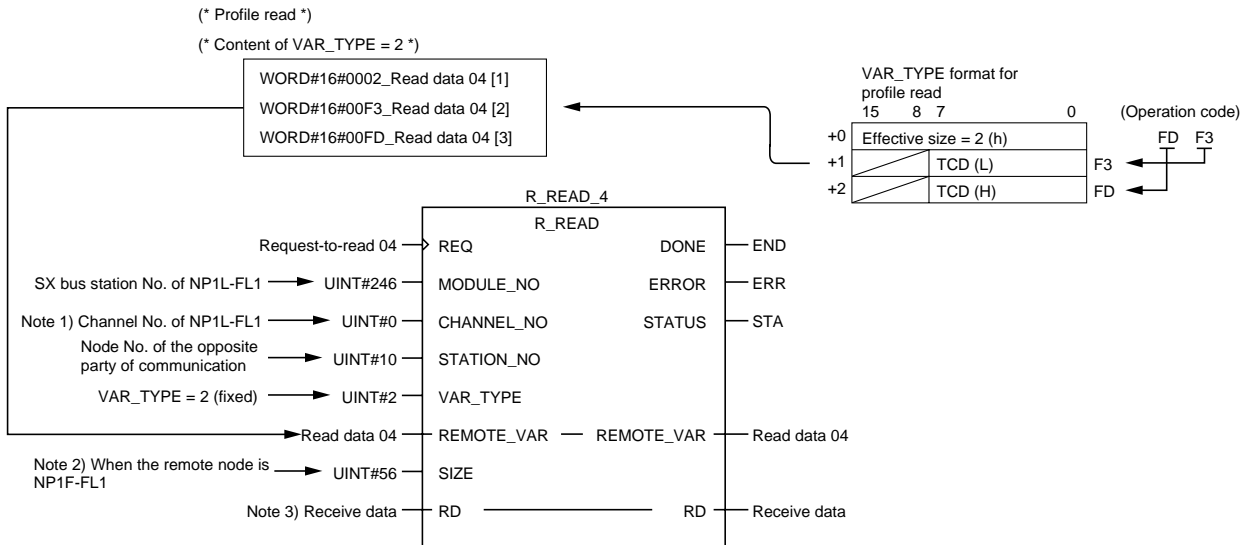 (* Profile read *)
(* Content of VAR_TYPE = 2 *)
WORD#16#0002_Read data 04 [1]
WORD#16#00F3_Read data 04 [2]
WORD#16#00FD_Read data 04 [3]
VAR_TYPE format for
profile read
15 8 7 0 (Operation code)
+0 Effective size = 2 (h) FD F3
+1 TCD (L) F3
+2 TCD (H) FD
R_READ_4
R_READ
Request-to-read 04 REQ DONE END
SX bus station No. of NP1L-FL1 UINT#246 MODULE_NO ERROR ERR
Note 1) Channel No. of NP1L-FL1 UINT#0 CHANNEL_NO STATUS STA
Node No. of the opposite
party of communication UINT#10 STATION_NO
VAR_TYPE = 2 (fixed) UINT#2 VAR_TYPE
Read data 04 REMOTE_VAR REMOTE_VAR Read data 04
Note 2) When the remote node is
NP1F-FL1 UINT#56 SIZE
Note 3) Receive data RD RD Receive data